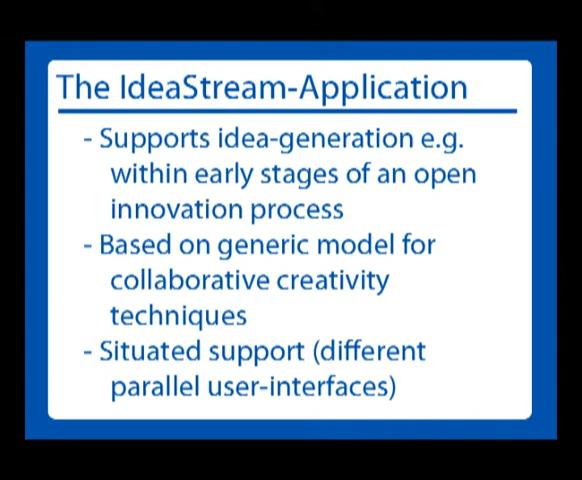 The IdeaStream-Application
- Supports idea-generation e.g.
within early stages of an open
innovation process
- Based on generic model for
collaborative creativity
techniques
- Situated support (different
parallel user-interfaces)